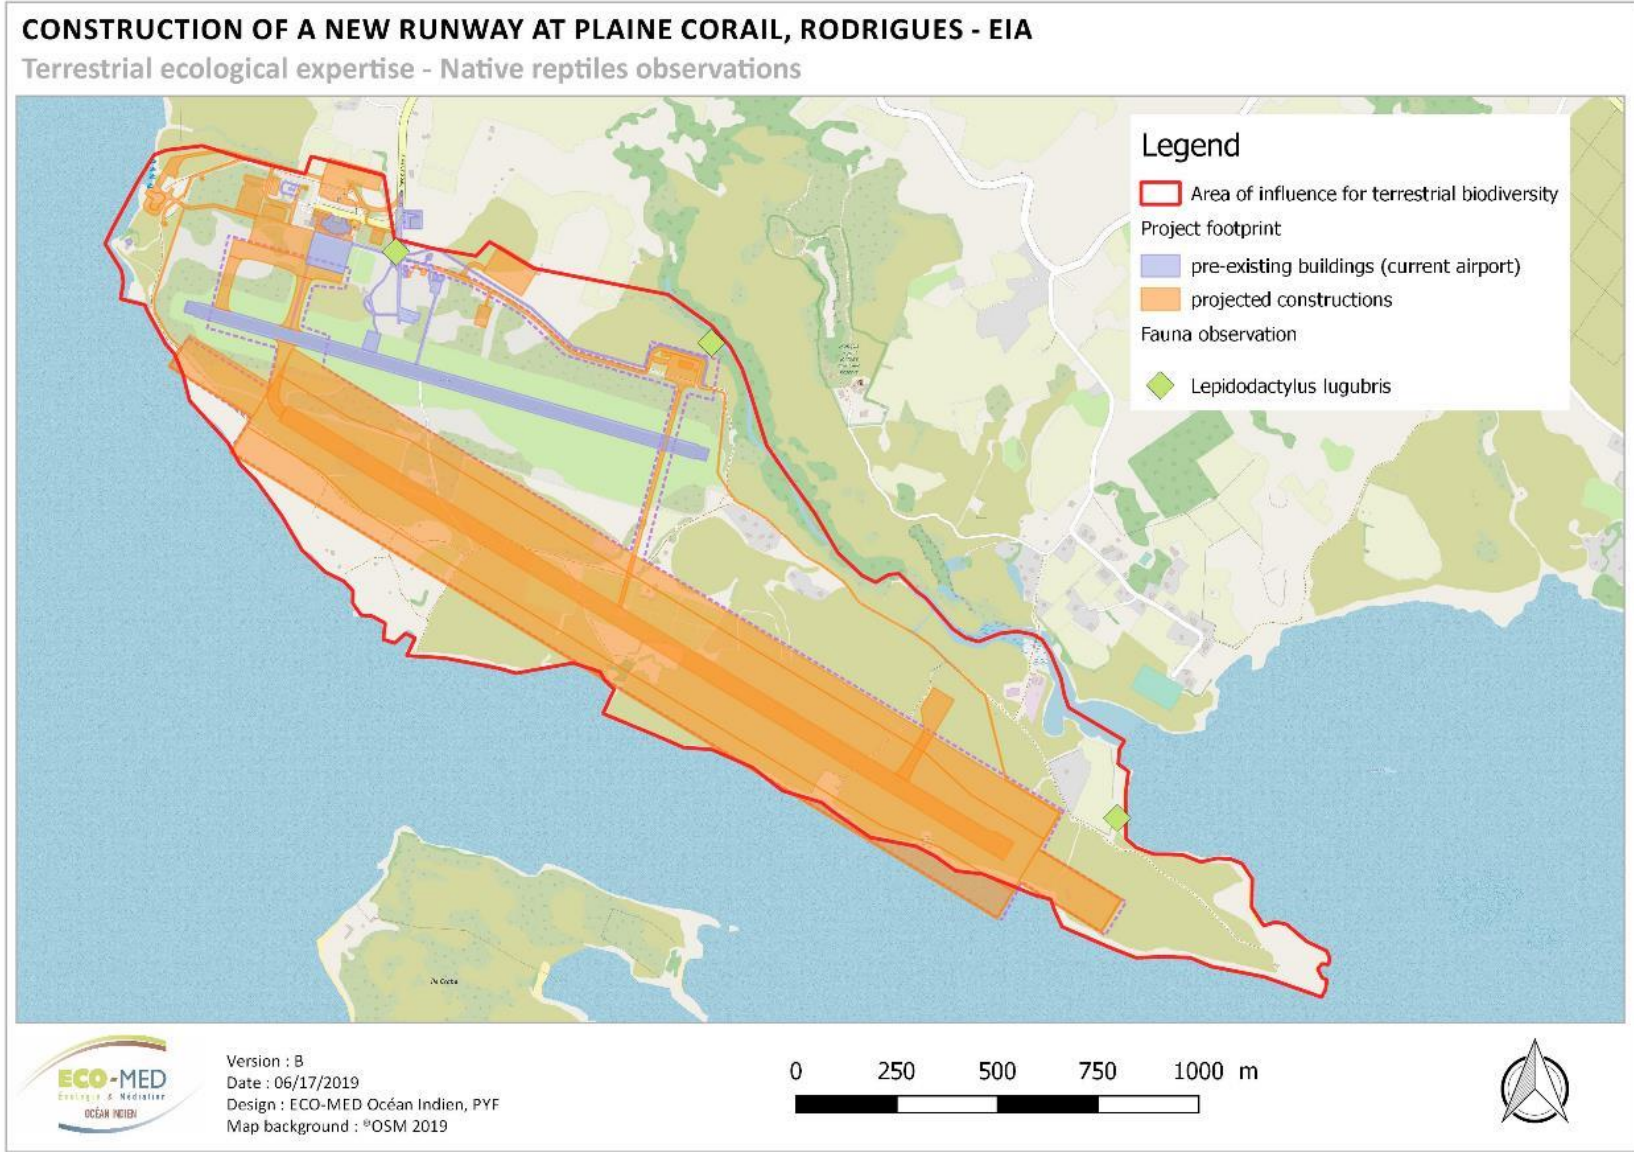 CONSTRUCTION OF A NEW RUNWAY AT PLAINE CORAIL, RODRIGUES - EIA
Terrestrial ecological expertise - Native reptiles observations
Legend
Area of influence for terrestrial biodiversity
Project footprint
pre-existing buildings (current airport)
projected constructions
Fauna observation
Lepidodactylus lugubris
ECO-MED
Écologie & Médiation
OCÉAN INDIEN
Version : B
Date : 06/17/2019
Design : ECO-MED Océan Indien, PYF
Map background : ©OSM 2019
0 250 500 750 1000 m